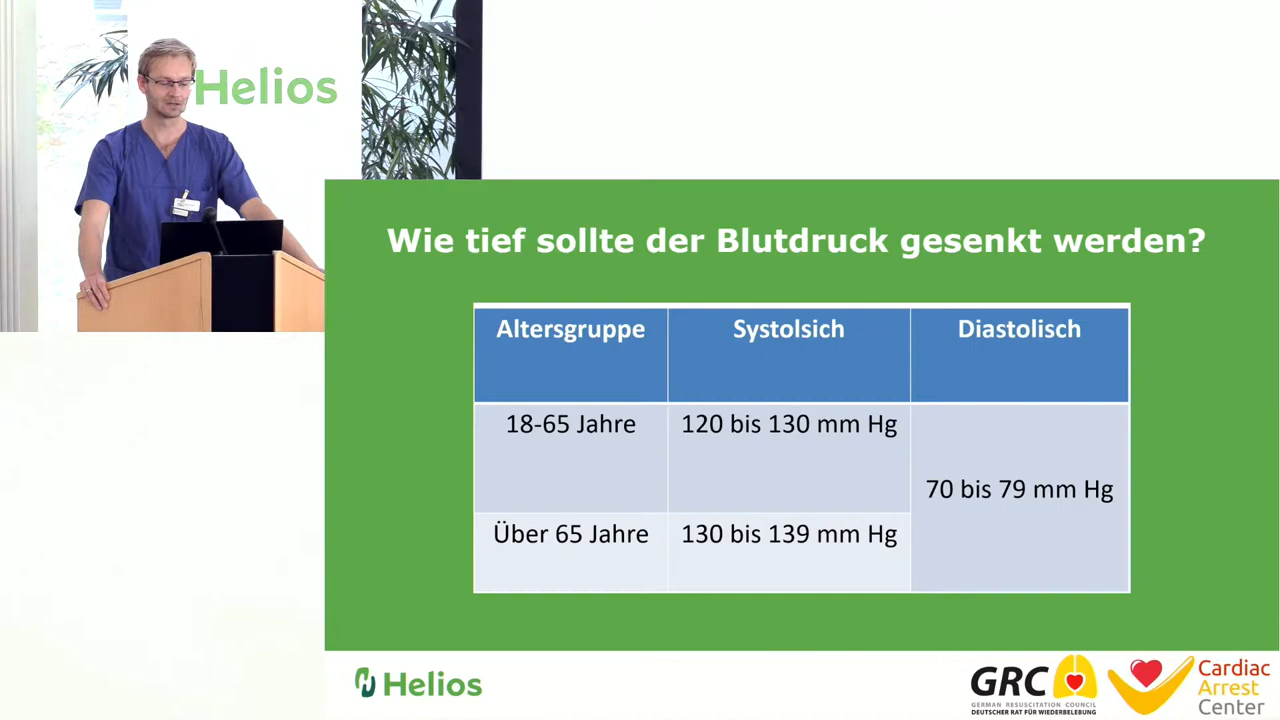 Helios
Wie tief sollte der Blutdruck gesenkt werden?
Altersgruppe Systolsich Diastolisch
18-65 Jahre 120 bis 130 mm Hg
70 bis 79 mm Hg
Über 65 Jahre 130 bis 139 mm Hg
Helios
GRC
GERMAN RESUSCITATION COUNCIL
DEUTSCHER RAT FÜR WIEDERBELEBUNG
Cardiac
Arrest
Center